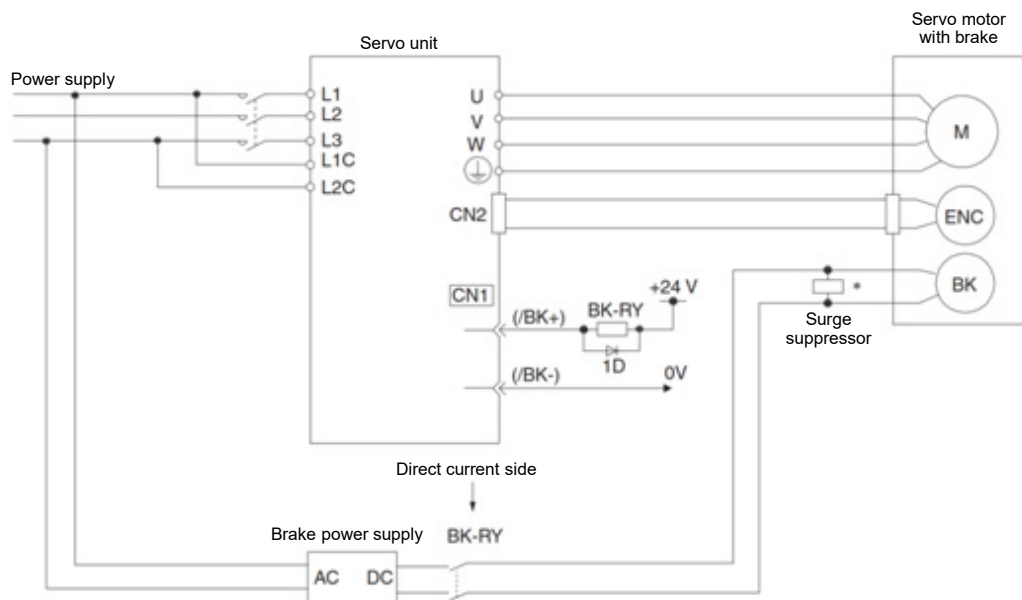 Servo motor
with brake
Servo unit
Power supply
L1
L2
L3
L1C
L2C
U
V
W
M
CN2
ENC
CN1
BK
+24 V
(/BK+)
BK-RY
1D
*
Surge
suppressor
(/BK-)
0V
Direct current side
BK-RY
Brake power supply
AC
DC